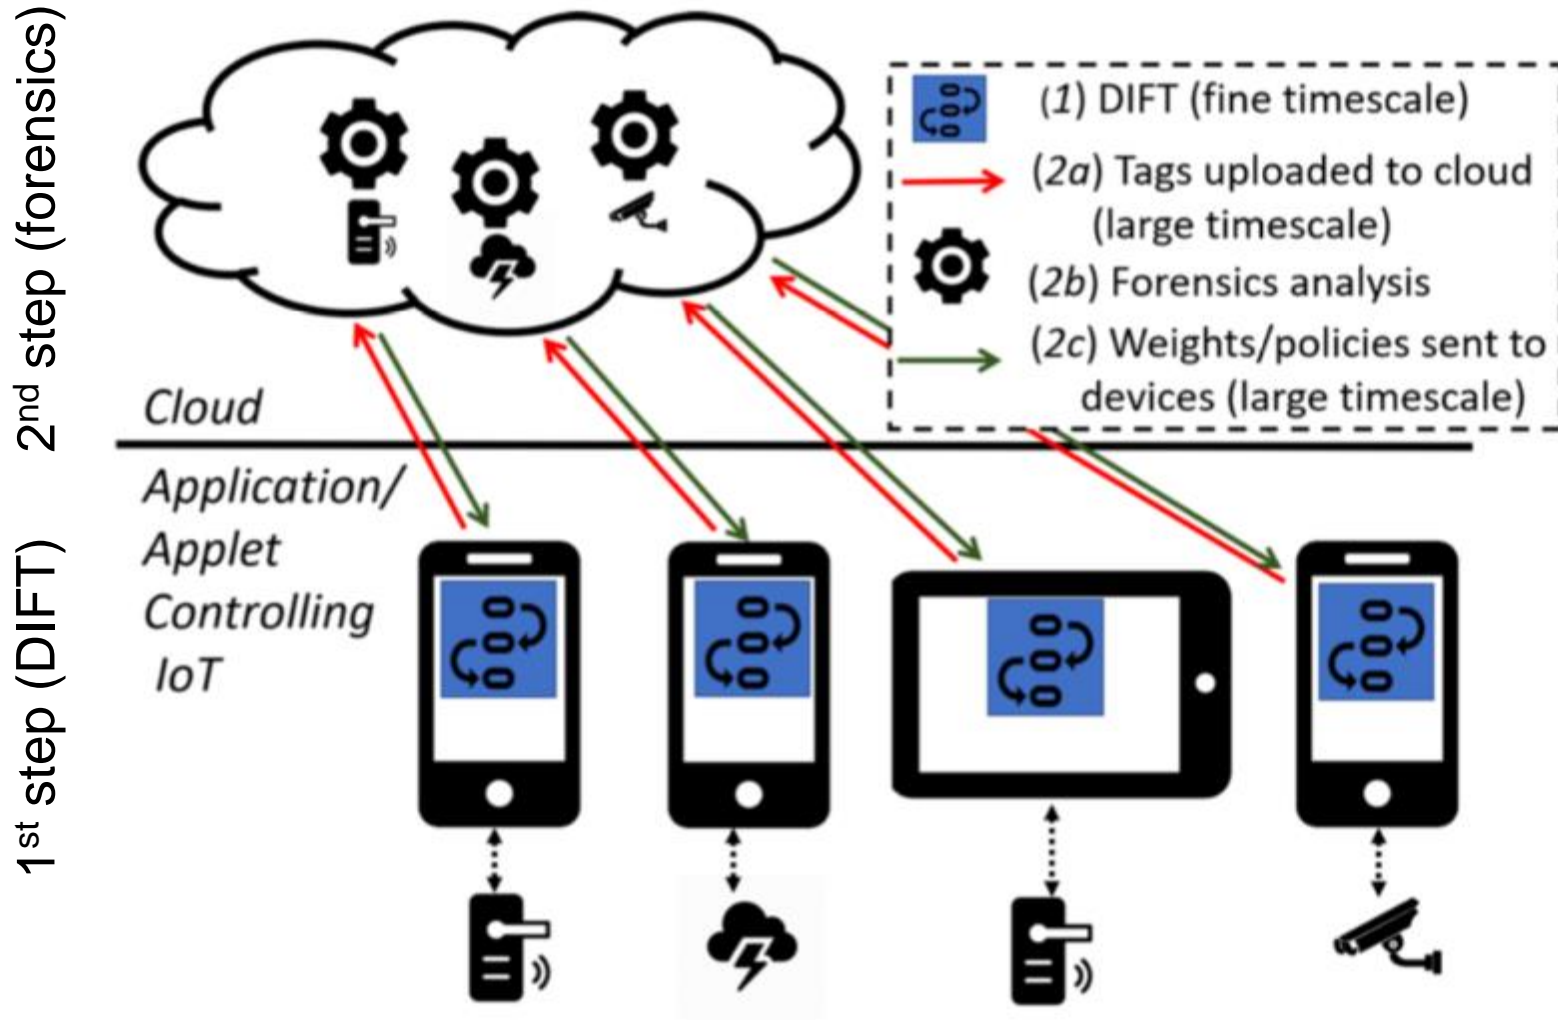 2nd step (forensics)
(1) DIFT (fine timescale)
(2a) Tags uploaded to cloud
(large timescale)
(2b) Forensics analysis
(2c) Weights/policies sent to
devices (large timescale)
Cloud
1st step (DIFT)
Application/
Applet
Controlling
IoT